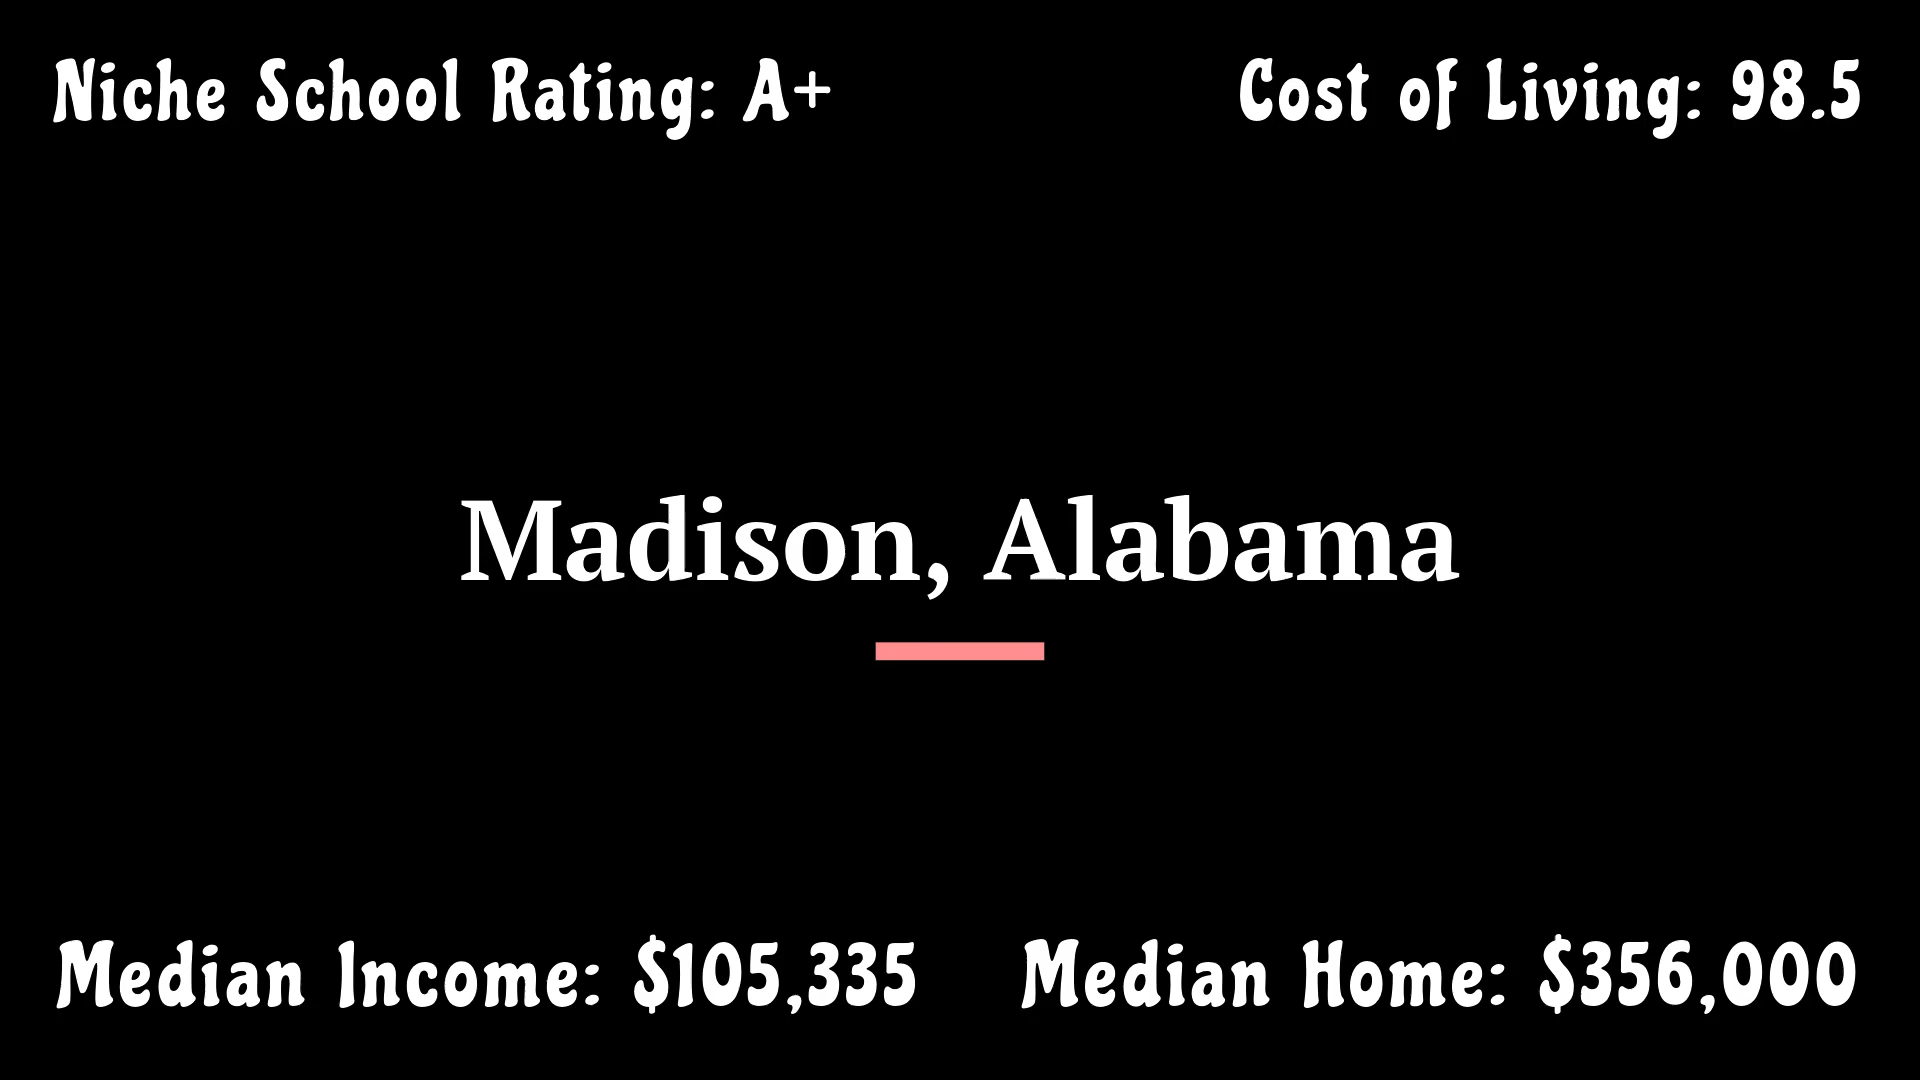 Niche School Rating: A+
Cost of Living: 98.5
Madison, Alabama
Median Income: $105,335
Median Home: $356,000